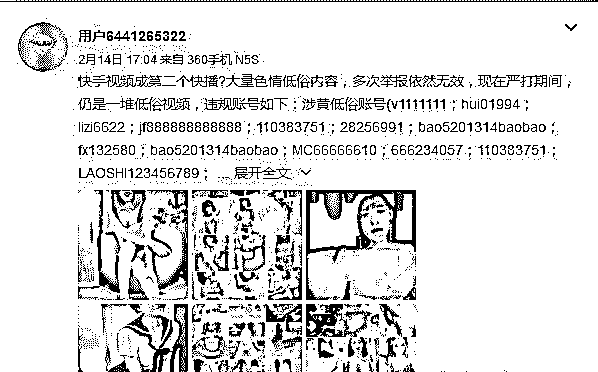 用户6441265322
2月14日 17:04 来自 360手机 N5S
快手视频成第二个快播?大量色情低俗内容，多次举报依然无效，现在严打期间，
仍是一堆低俗视频，违规账号如下：涉黄低俗账号(v1111111；hui01994；
lizi6622；jf888888888888；110383751；28256991；bao5201314baobao；
fx132580；bao5201314baobao；MC66666610；666234057；110383751；
LAOSHI123456789； ... 展开全文